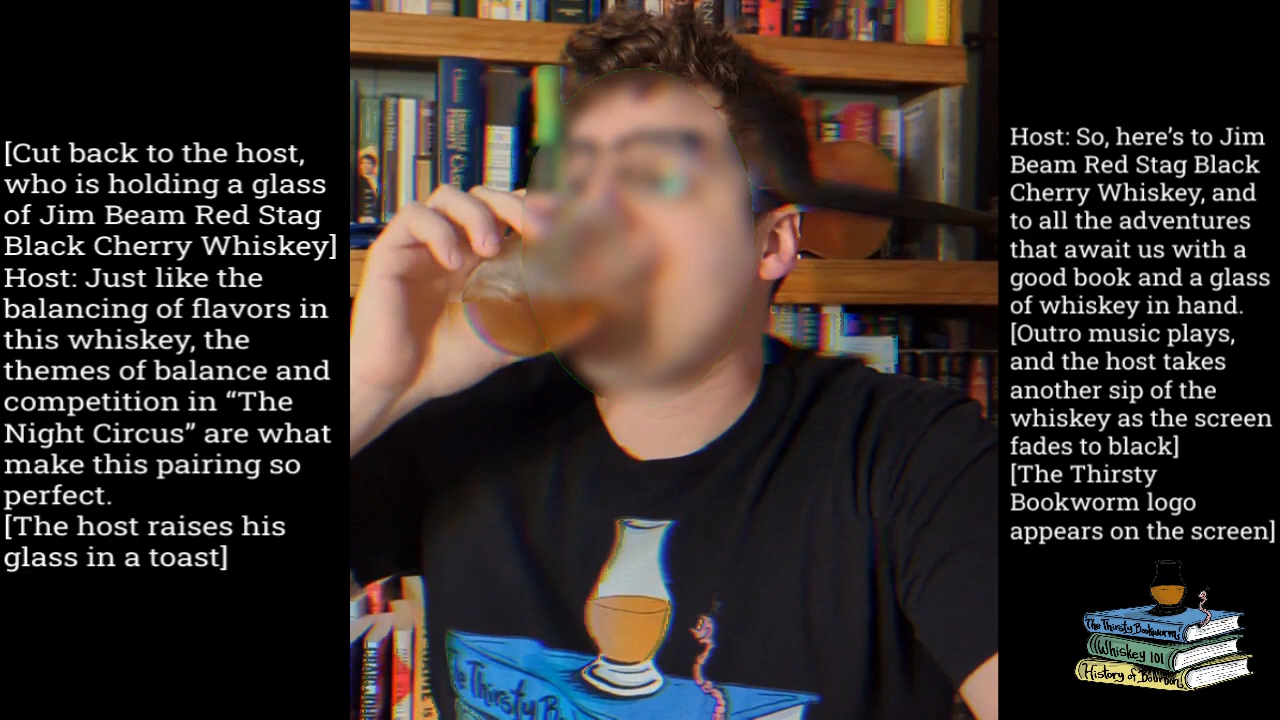 [Cut back to the host,
who is holding a glass
of Jim Beam Red Stag
Black Cherry Whiskey]
Host: Just like the
balancing of flavors in
this whiskey, the
themes of balance and
competition in “The
Night Circus” are what
make this pairing so
perfect.
[The host raises his
glass in a toast]
Host: So, here’s to Jim
Beam Red Stag Black
Cherry Whiskey, and
to all the adventures
that await us with a
good book and a glass
of whiskey in hand.
[Outro music plays,
and the host takes
another sip of the
whiskey as the screen
fades to black]
[The Thirsty
Bookworm logo
appears on the screen]
The Thirsty Bookworm
Whiskey 101
History of Bourbon
Thirsty